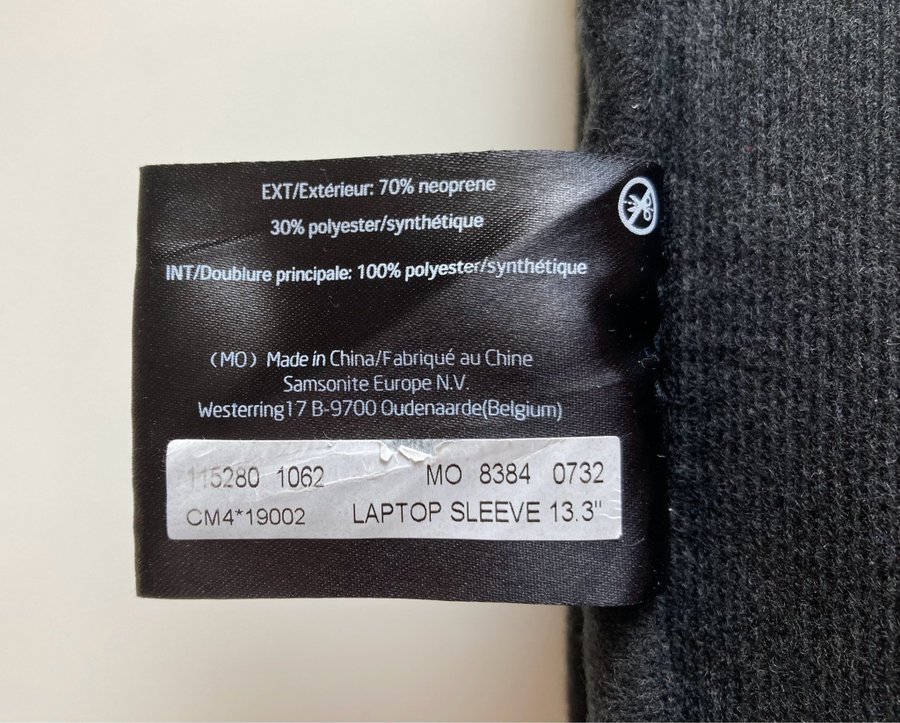 EXT/Extérieur: 70% neoprene
30% polyester/synthétique
INT/Doublure principale: 100% polyester/synthétique
(MO) Made in China/Fabriqué au Chine
Samsonite Europe N.V.
Westerring17 B-9700 Oudenaarde(Belgium)
115280 1062 MO 8384 0732
CM4*19002 LAPTOP SLEEVE 13.3"